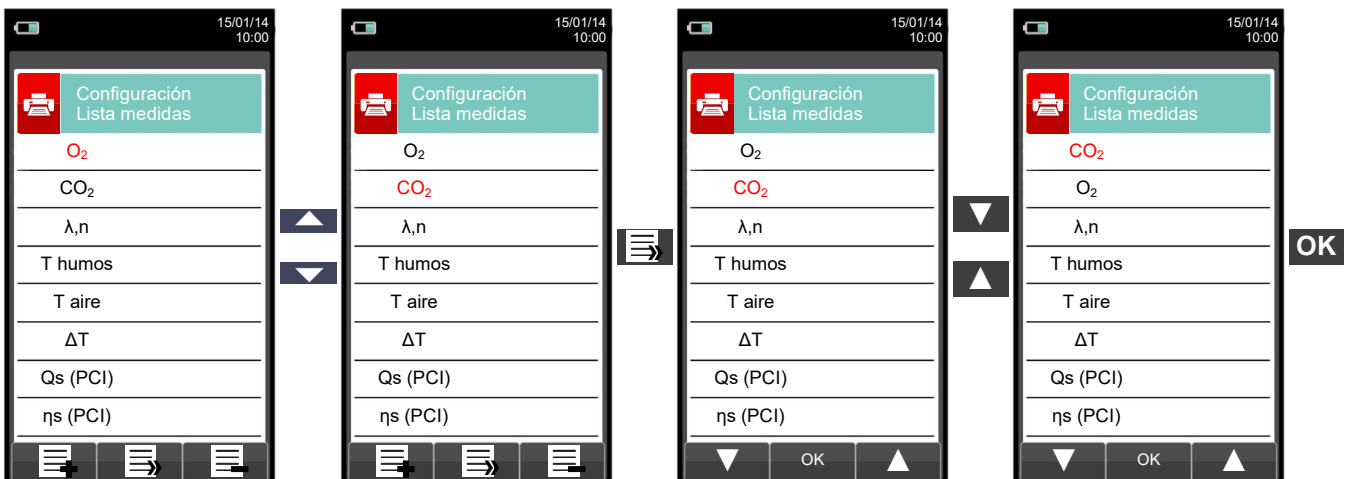 15/01/14
10:00
Configuración
Lista medidas
O₂
CO₂
λ,n
T humos
T aire
ΔT
Qs (PCI)
ηs (PCI)
15/01/14
10:00
Configuración
Lista medidas
O₂
CO₂
λ,n
T humos
T aire
ΔT
Qs (PCI)
ηs (PCI)
15/01/14
10:00
Configuración
Lista medidas
O₂
CO₂
λ,n
T humos
T aire
ΔT
Qs (PCI)
ηs (PCI)
OK
15/01/14
10:00
Configuración
Lista medidas
CO₂
O₂
λ,n
T humos
T aire
ΔT
Qs (PCI)
ηs (PCI)
OK
OK